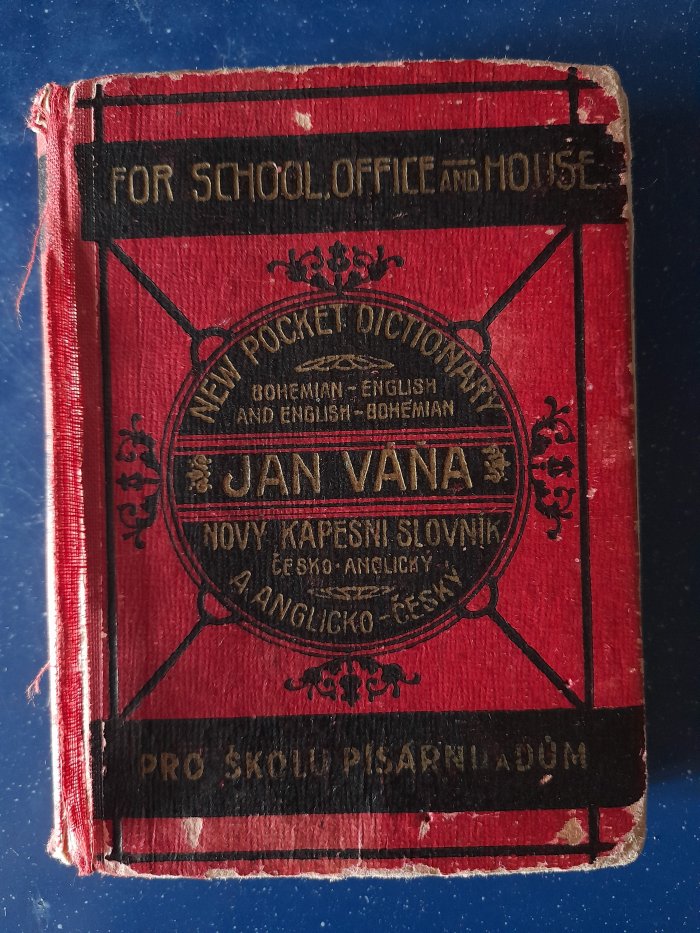 FOR SCHOOL, OFFICE AND HOUSE
NEW POCKET DICTIONARY
BOHEMIAN - ENGLISH
AND ENGLISH - BOHEMIAN
JAN VÁŇA
NOVÝ KAPESNÍ SLOVNÍK
ČESKO - ANGLICKÝ
A ANGLICKO - ČESKÝ
PRO ŠKOLU PÍSÁRNU A DŮM